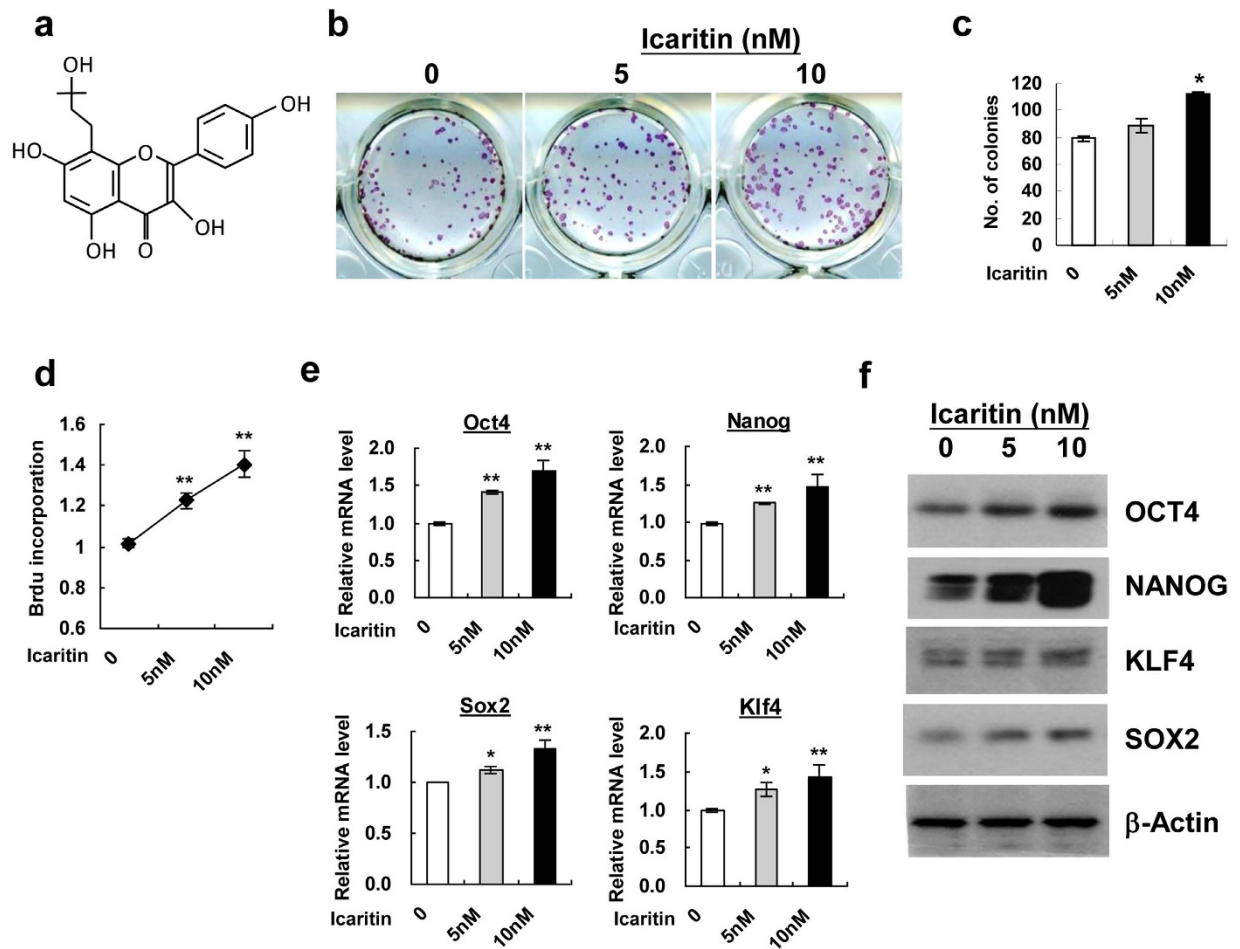 a
OH
OH
HO
O
OH
O
OH
b
Icaritin (nM)
0 5 10
c
120
100
80
60
40
20
0
No. of colonies
*
Icaritin 0 5nM 10nM
d
1.6
1.4
1.2
1
0.8
0.6
Brdu incorporation
** **
Icaritin 0 5nM 10nM
e
Oct4
2.0
1.5
1.0
0.5
0.0
Relative mRNA level
** **
Icaritin 0 5nM 10nM
Nanog
2.0
1.5
1.0
0.5
0.0
Relative mRNA level
** **
Icaritin 0 5nM 10nM
Sox2
1.5
1.0
0.5
0.0
Relative mRNA level
* **
Icaritin 0 5nM 10nM
Klf4
2.0
1.5
1.0
0.5
0.0
Relative mRNA level
* **
Icaritin 0 5nM 10nM
f
Icaritin (nM)
0 5 10
OCT4
NANOG
KLF4
SOX2
β-Actin